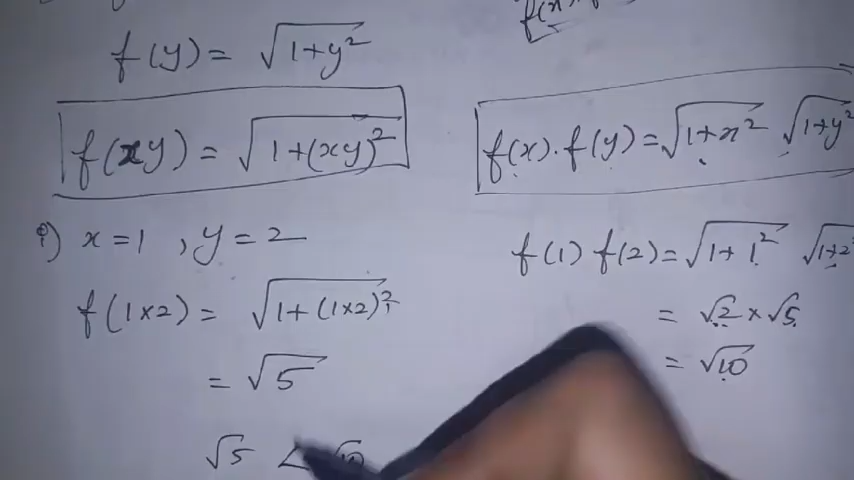 f(x)
f(y) = √1+y²
f(xy) = √1+(xy)²
f(x).f(y) = √1+x² √1+y²
i) x = 1 , y = 2
f(1) f(2) = √1+1² √1+2²
f(1×2) = √1+(1×2)²
= √2 × √5
= √5
= √10
√5 < √10